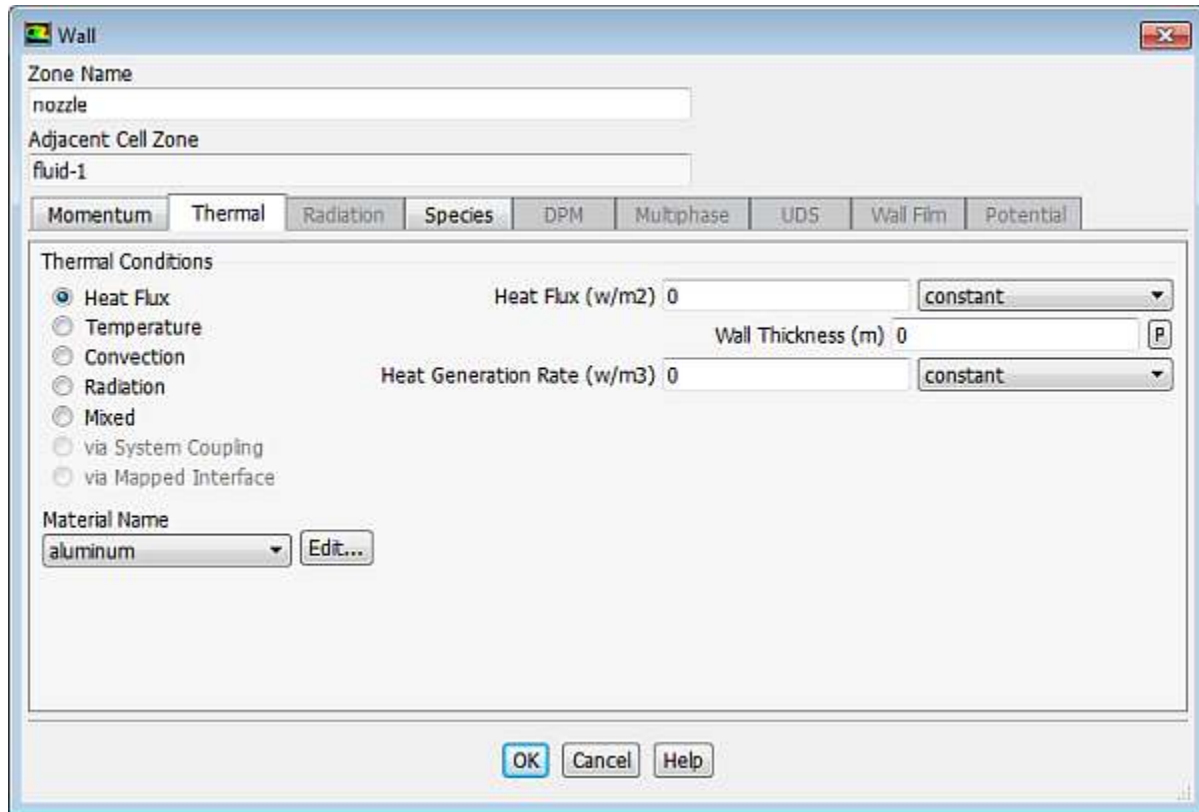 Wall
Zone Name
nozzle
Adjacent Cell Zone
fluid-1
Momentum Thermal Radiation Species DPM Multiphase UDS Wall Film Potential
Thermal Conditions
Heat Flux
Temperature
Convection
Radiation
Mixed
via System Coupling
via Mapped Interface
Heat Flux (w/m2) 0 constant
Wall Thickness (m) 0 P
Heat Generation Rate (w/m3) 0 constant
Material Name
aluminum Edit...
OK Cancel Help